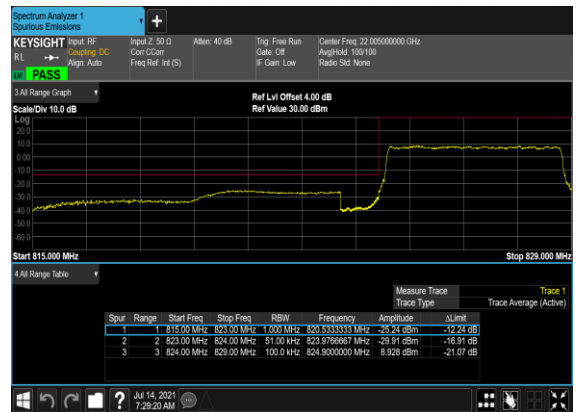 Spectrum Analyzer 1
Spurious Emissions
KEYSIGHT Input: RF Input Z: 50 Ω Atten: 40 dB Trig: Free Run Center Freq: 22.005000000 GHz
RL Coupling: DC Corr CCorr Gate: Off Avg|Hold: 100/100
Align: Auto Freq Ref: Int (S) IF Gain: Low Radio Std: None
PASS
3 All Range Graph
Ref Lvl Offset 4.00 dB
Scale/Div 10.0 dB Ref Value 30.00 dBm
Log
20.0
10.0
0.00
-10.0
-20.0
-30.0
-40.0
-50.0
-60.0
Start 815.000 MHz Stop 829.000 MHz
4 All Range Table
Measure Trace Trace 1
Trace Type Trace Average (Active)
Spur Range Start Freq Stop Freq RBW Frequency Amplitude ΔLimit
1 1 815.00 MHz 823.00 MHz 1.000 MHz 820.5333333 MHz -25.24 dBm -12.24 dB
2 2 823.00 MHz 824.00 MHz 51.00 kHz 823.9766667 MHz -29.91 dBm -16.91 dB
3 3 824.00 MHz 829.00 MHz 100.0 kHz 824.9000000 MHz 8.928 dBm -21.07 dB
Jul 14, 2021
7:29:20 AM